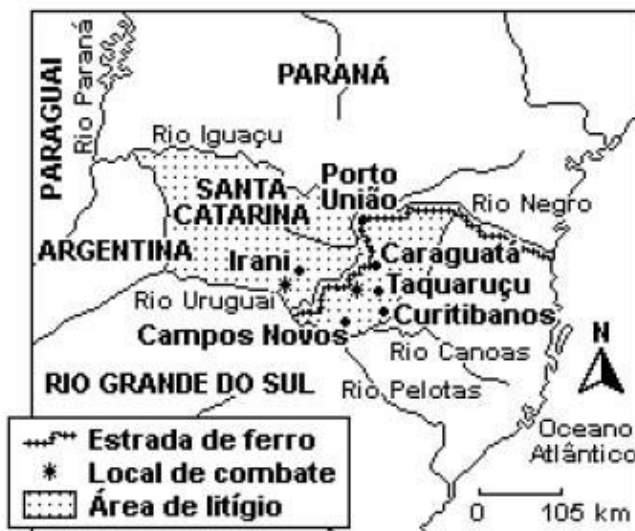 PARAGUAI
Rio Paraná
PARANÁ
Rio Iguaçu
SANTA
CATARINA
Porto
União
Rio Negro
ARGENTINA
Irani
Caraguatá
Taquaruçu
Rio Uruguai
Curitibanos
Campos Novos
Rio Canoas
N
RIO GRANDE DO SUL
Rio Pelotas
Oceano
Atlântico
Estrada de ferro
Local de combate
Área de litígio
0 105 km